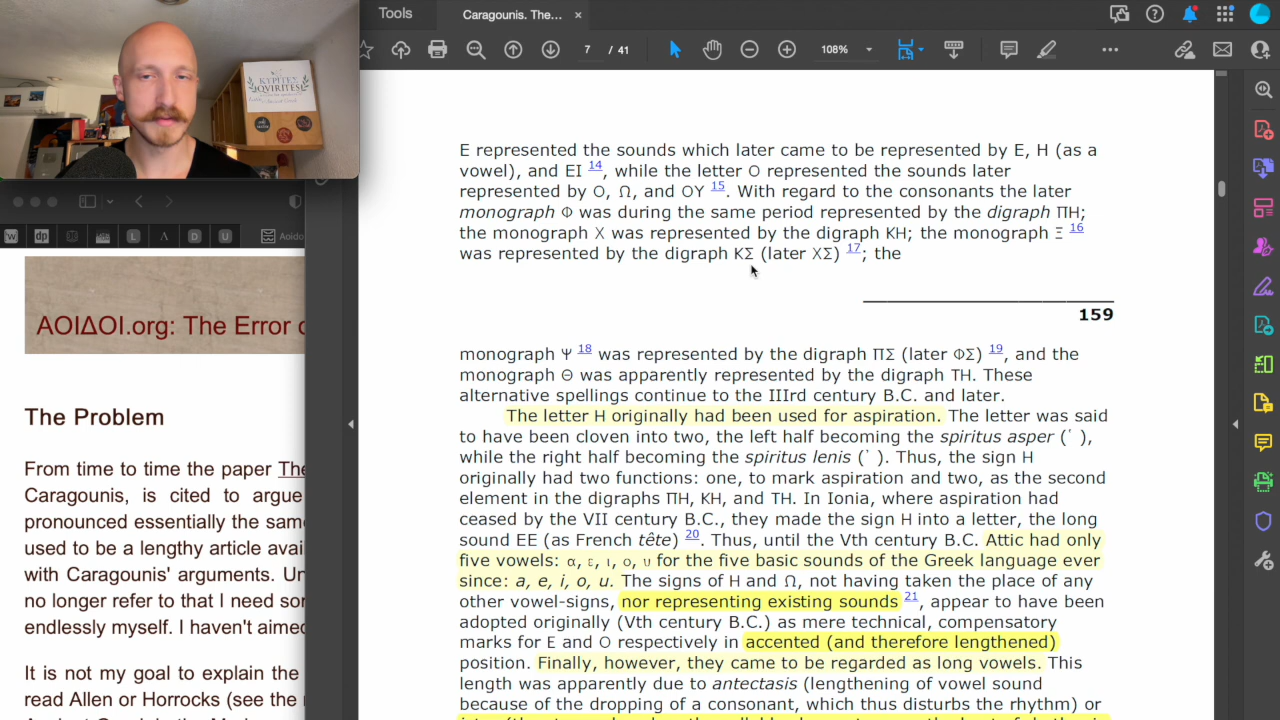 Tools
Caragounis. The...
×
7 / 41
108%
ΚΥΡΙΤΕΣ
IQVIRITES
E represented the sounds which later came to be represented by E, H (as a
vowel), and EI 14, while the letter O represented the sounds later
represented by O, Ω, and OY 15. With regard to the consonants the later
monograph Φ was during the same period represented by the digraph ΠΗ;
the monograph X was represented by the digraph KH; the monograph Ξ 16
was represented by the digraph ΚΣ (later ΧΣ) 17; the
159
monograph Ψ 18 was represented by the digraph ΠΣ (later ΦΣ) 19, and the
monograph Θ was apparently represented by the digraph TH. These
alternative spellings continue to the IIIrd century B.C. and later.
The letter H originally had been used for aspiration. The letter was said
to have been cloven into two, the left half becoming the spiritus asper (῾ ),
while the right half becoming the spiritus lenis (᾿ ). Thus, the sign H
originally had two functions: one, to mark aspiration and two, as the second
element in the digraphs ΠΗ, KH, and TH. In Ionia, where aspiration had
ceased by the VII century B.C., they made the sign H into a letter, the long
sound EE (as French tête) 20. Thus, until the Vth century B.C. Attic had only
five vowels: α, ε, ι, ο, υ for the five basic sounds of the Greek language ever
since: a, e, i, o, u. The signs of H and Ω, not having taken the place of any
other vowel-signs, nor representing existing sounds 21, appear to have been
adopted originally (Vth century B.C.) as mere technical, compensatory
marks for E and O respectively in accented (and therefore lengthened)
position. Finally, however, they came to be regarded as long vowels. This
length was apparently due to antectasis (lengthening of vowel sound
because of the dropping of a consonant, which thus disturbs the rhythm) or
W dp L Λ D U Aoido
ΑΟΙΔΟΙ.org: The Error o
The Problem
From time to time the paper The
Caragounis, is cited to argue
pronounced essentially the same
used to be a lengthy article avai
with Caragounis' arguments. Un
no longer refer to that I need son
endlessly myself. I haven't aimed
It is not my goal to explain the
read Allen or Horrocks (see the